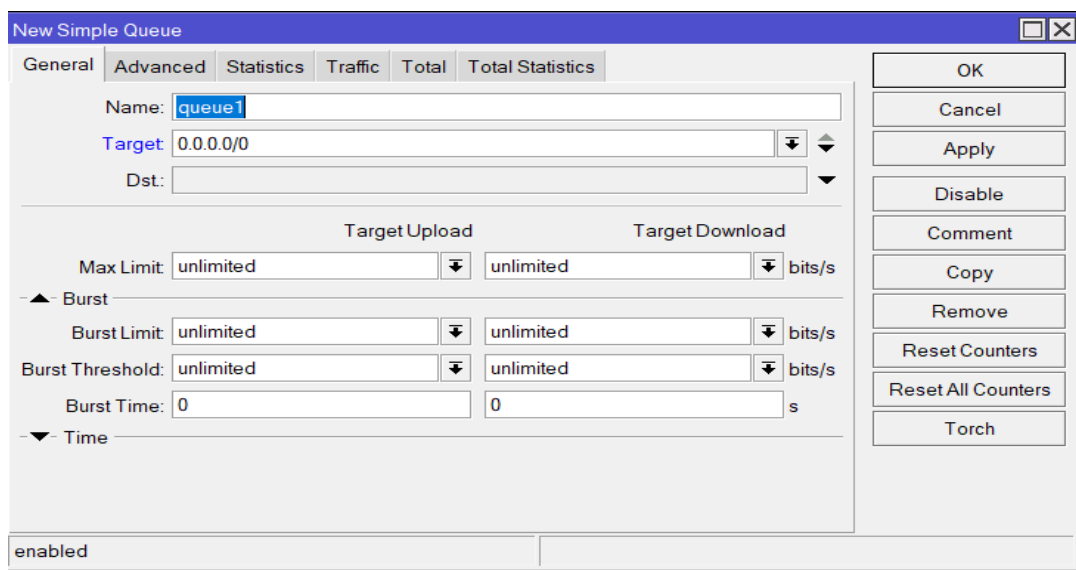 New Simple Queue
General Advanced Statistics Traffic Total Total Statistics
Name: queue1
Target: 0.0.0.0/0
Dst.:
Target Upload Target Download
Max Limit: unlimited unlimited bits/s
Burst
Burst Limit: unlimited unlimited bits/s
Burst Threshold: unlimited unlimited bits/s
Burst Time: 0 0 s
Time
OK
Cancel
Apply
Disable
Comment
Copy
Remove
Reset Counters
Reset All Counters
Torch
enabled